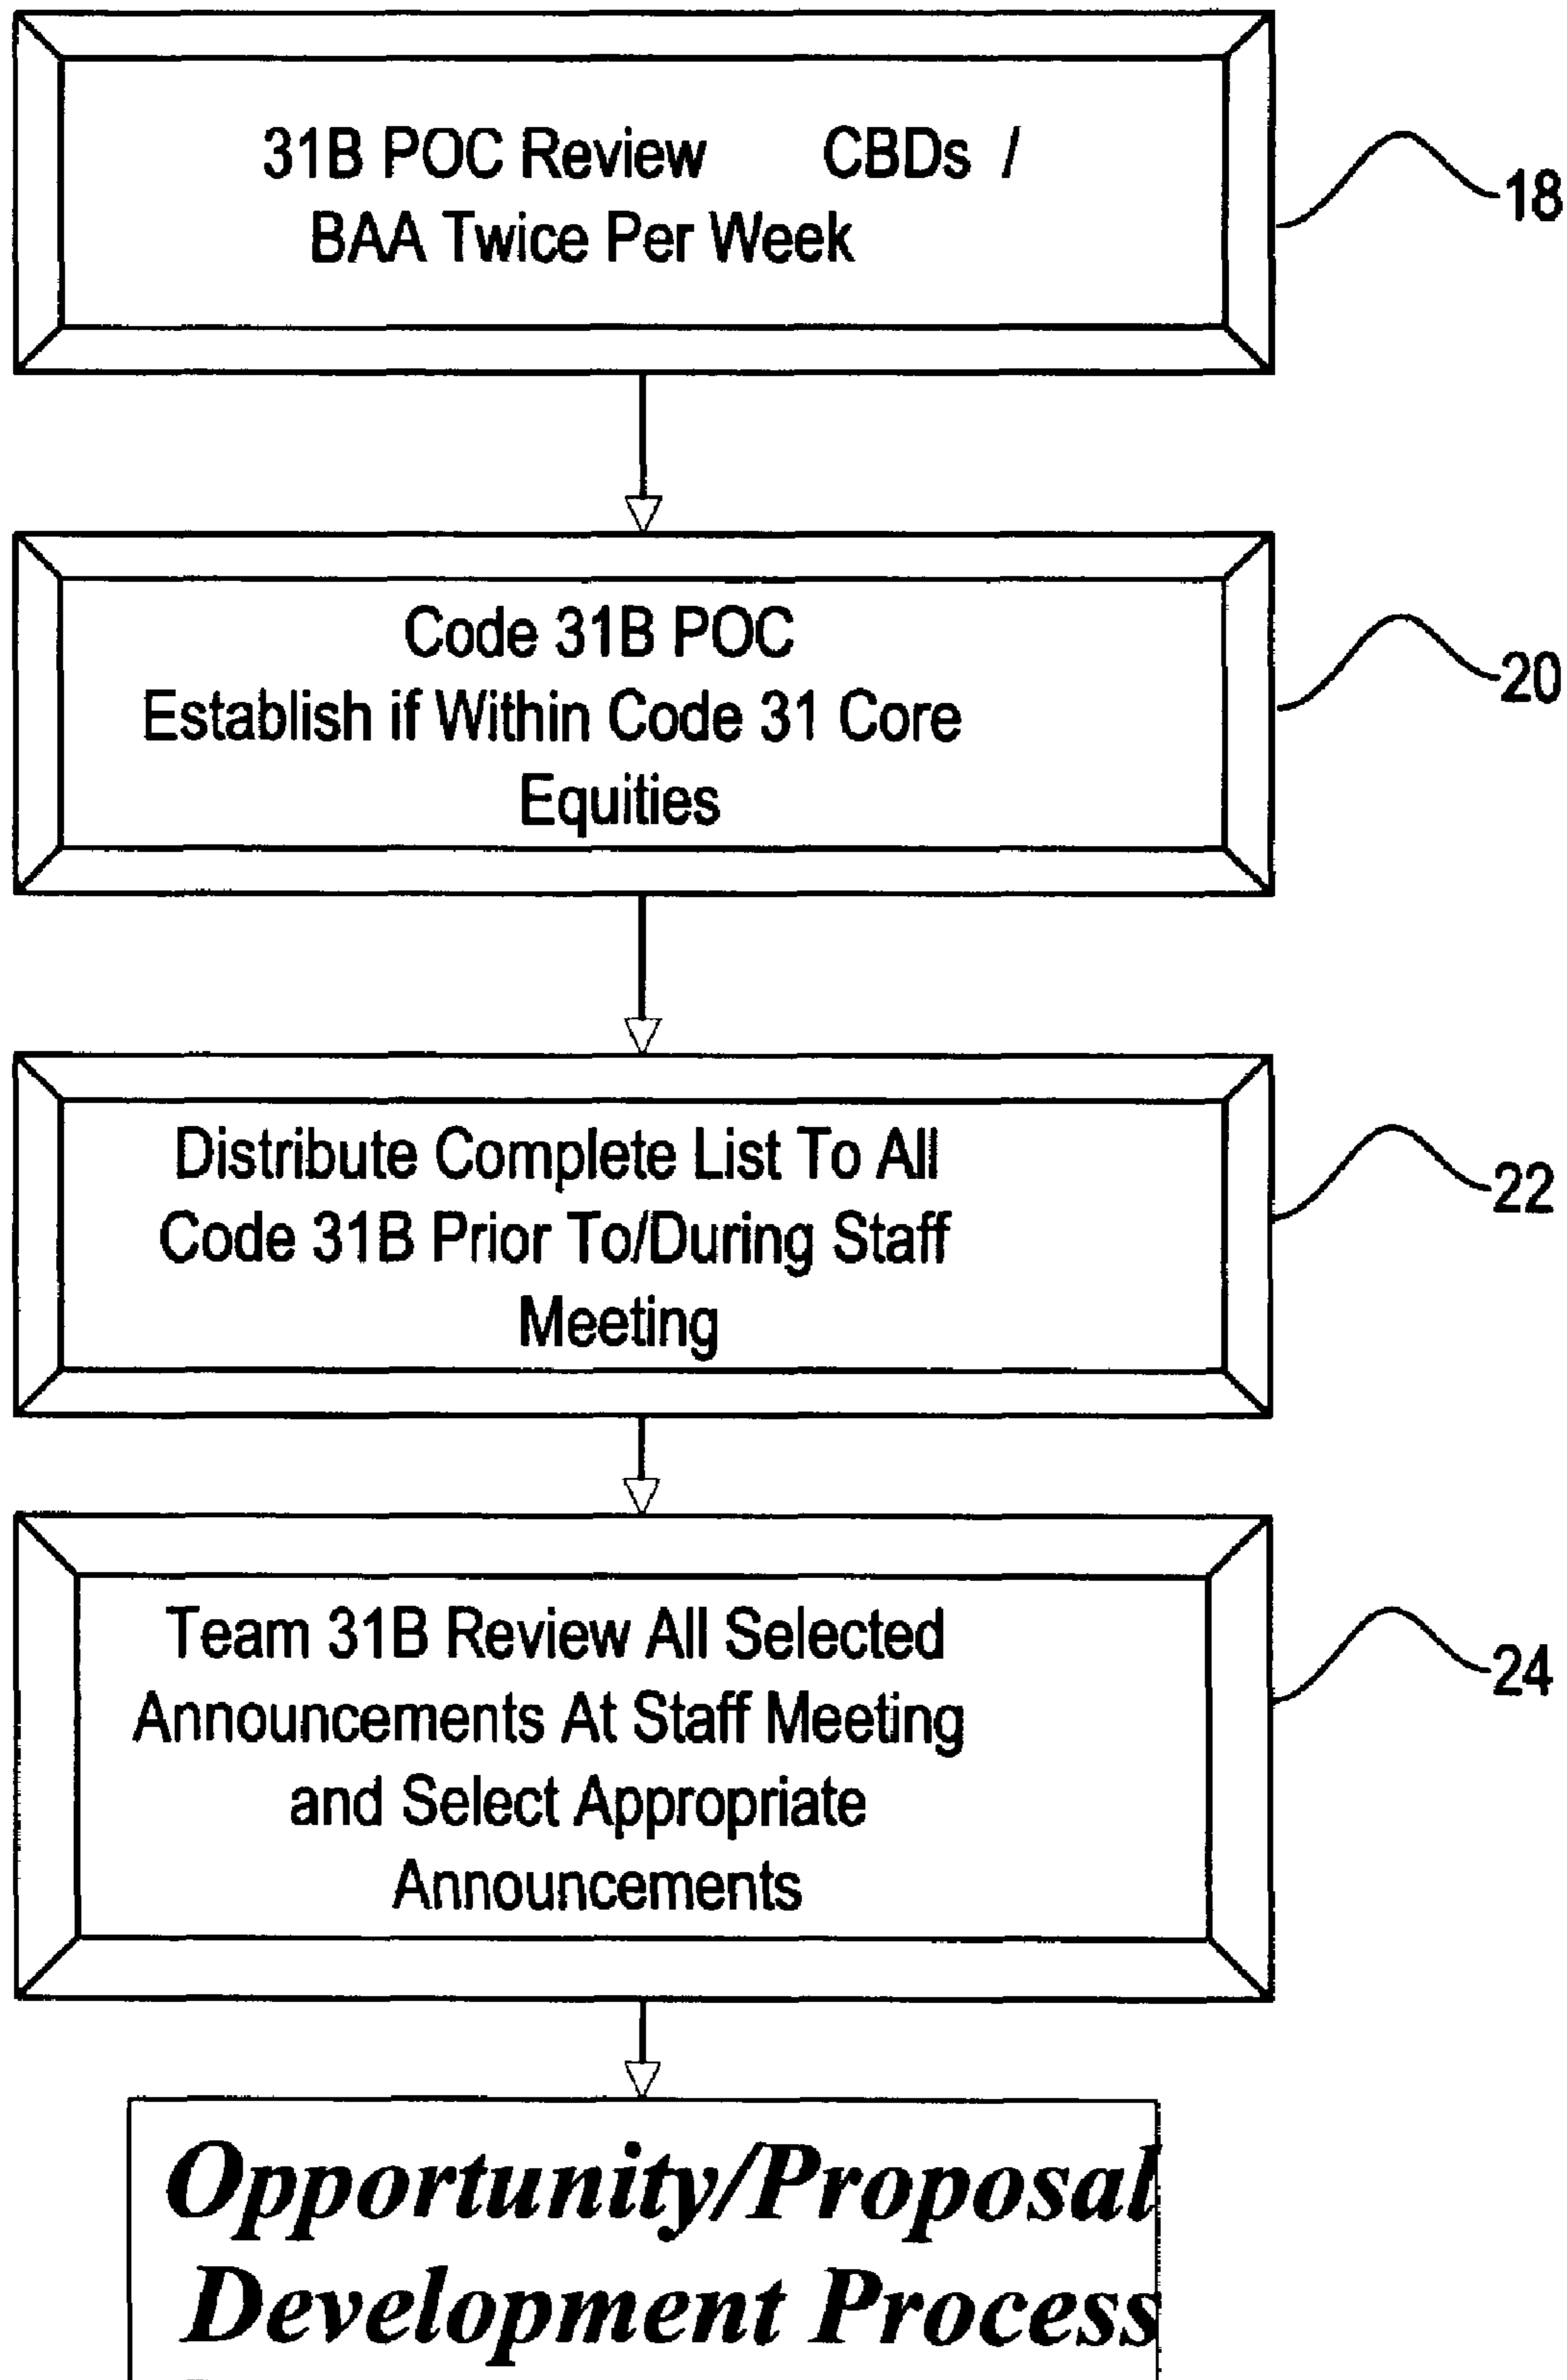 31B POC Review CBDs /
BAA Twice Per Week
18
Code 31B POC
Establish if Within Code 31 Core
Equities
20
Distribute Complete List To All
Code 31B Prior To/During Staff
Meeting
22
Team 31B Review All Selected
Announcements At Staff Meeting
and Select Appropriate
Announcements
24
Opportunity/Proposal
Development Process